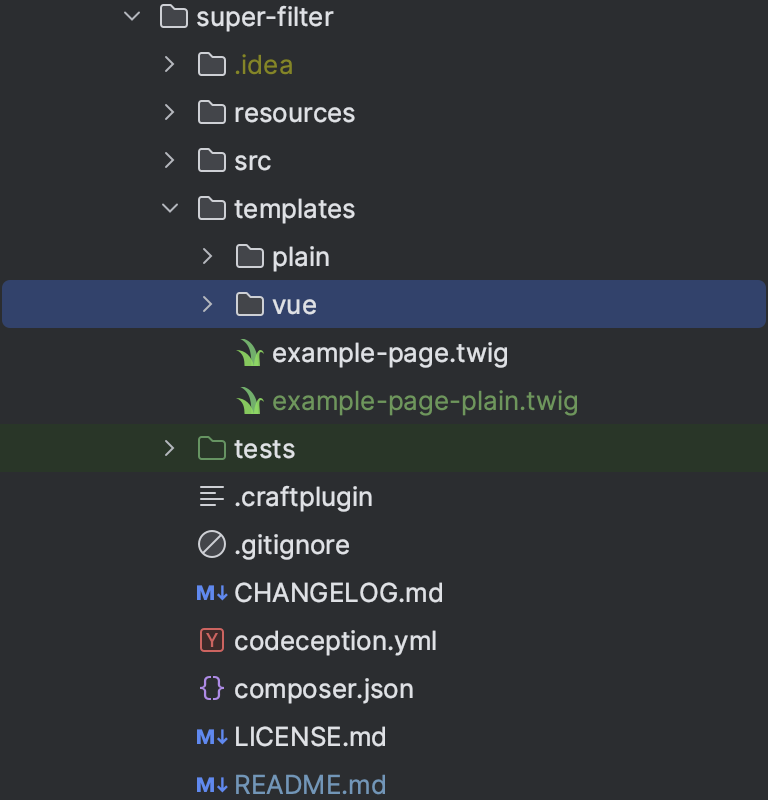 super-filter
.idea
resources
src
templates
plain
vue
example-page.twig
example-page-plain.twig
tests
.craftplugin
.gitignore
M↓ CHANGELOG.md
Y codeception.yml
{} composer.json
M↓ LICENSE.md
M↓ README.md